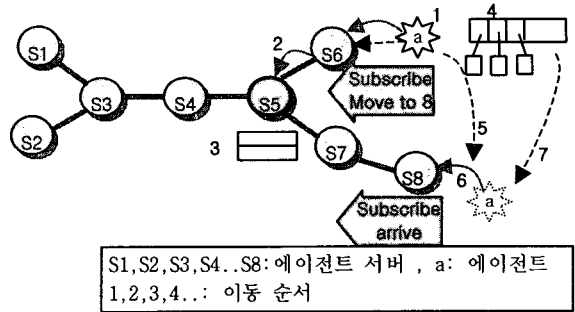 1
4
a
S1
2
S6
Subscribe
Move to 8
S3
S4
S5
S2
3
S7
5
7
S8
6
a
Subscribe
arrive
S1,S2,S3,S4..S8:에이전트 서버 , a: 에이전트
1,2,3,4..: 이동 순서